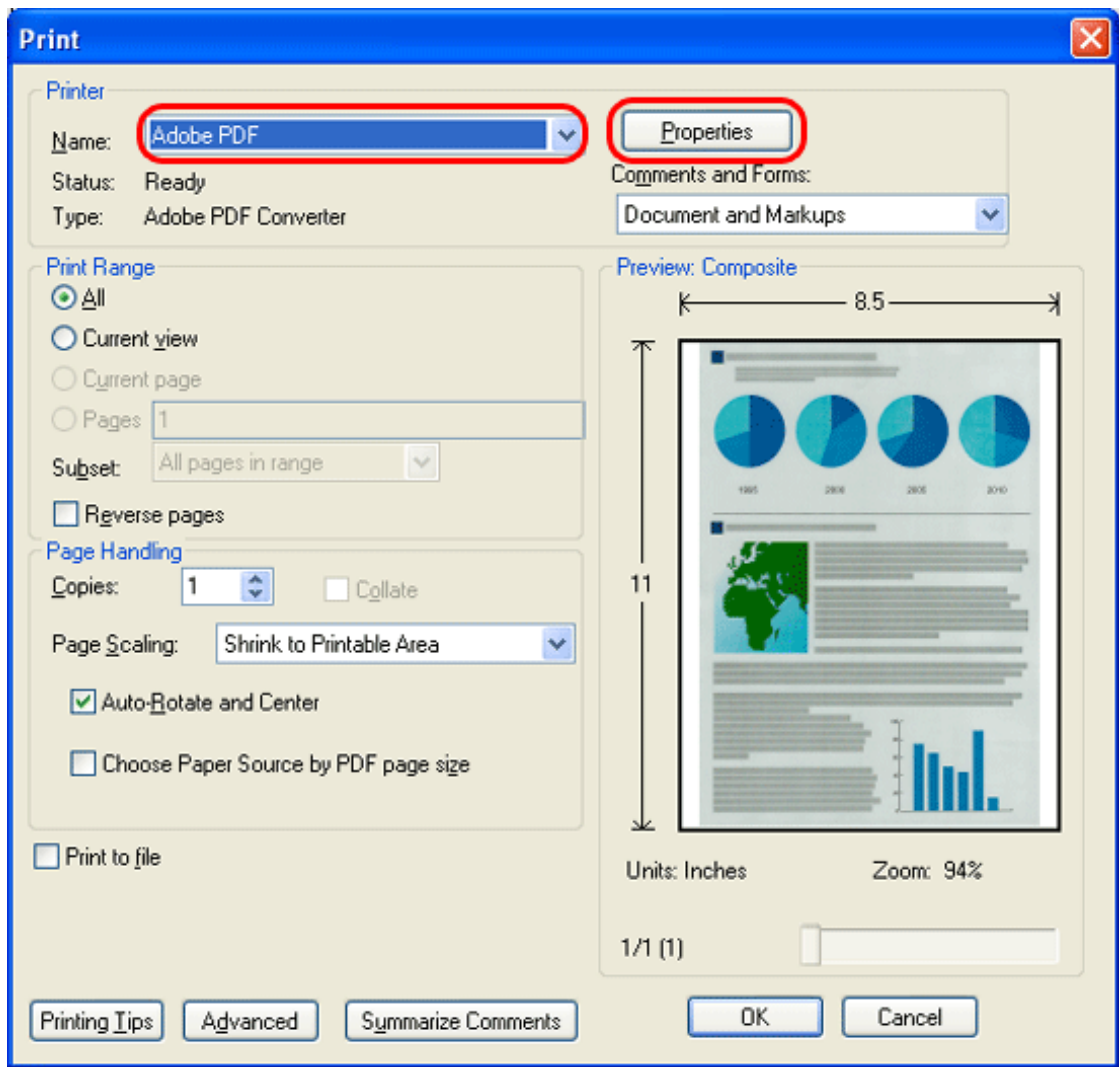 Print
Printer
Name: Adobe PDF
Properties
Status: Ready
Comments and Forms:
Type: Adobe PDF Converter
Document and Markups
Print Range
All
Current view
Current page
Pages 1
Subset: All pages in range
Reverse pages
Page Handling
Copies: 1
Collate
Page Scaling: Shrink to Printable Area
Auto-Rotate and Center
Choose Paper Source by PDF page size
Print to file
Preview: Composite
8.5
11
1995 2000 2005 2010
Units: Inches Zoom: 94%
1/1 (1)
Printing Tips
Advanced
Summarize Comments
OK
Cancel